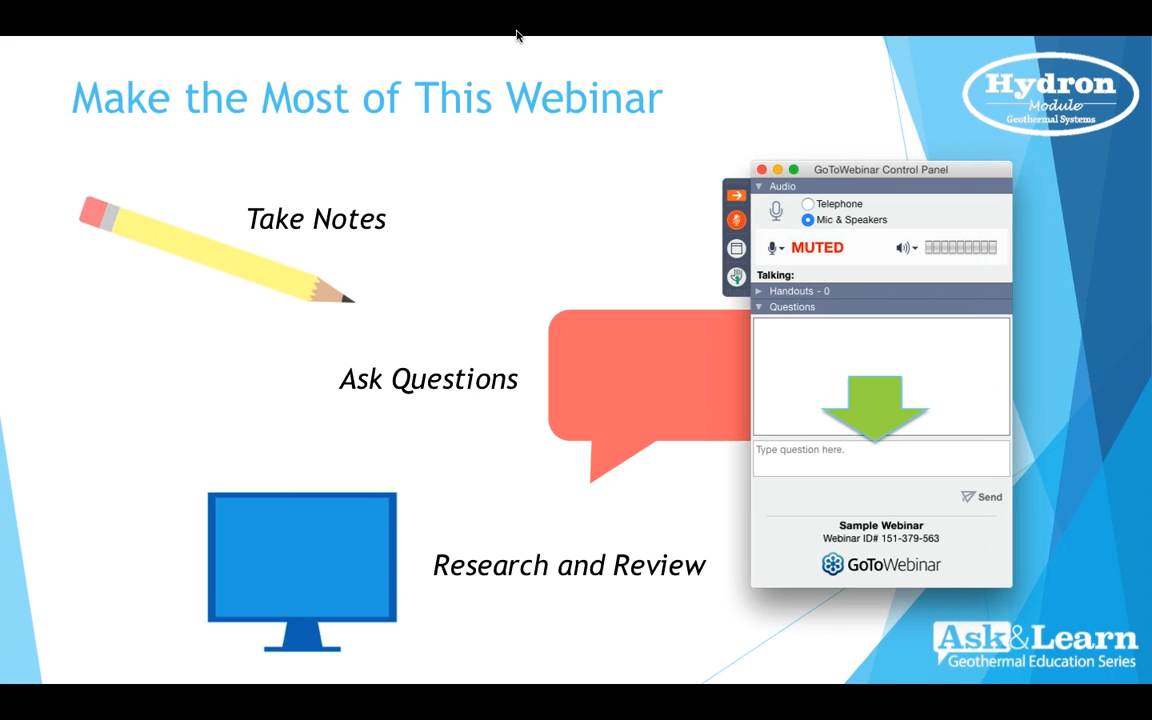 Make the Most of This Webinar
Hydron
Module
Geothermal Systems
Take Notes
Ask Questions
Research and Review
GoToWebinar Control Panel
Audio
Telephone
Mic & Speakers
MUTED
Talking:
Handouts - 0
Questions
Type question here.
Send
Sample Webinar
Webinar ID# 151-379-563
GoToWebinar
Ask&Learn
Geothermal Education Series